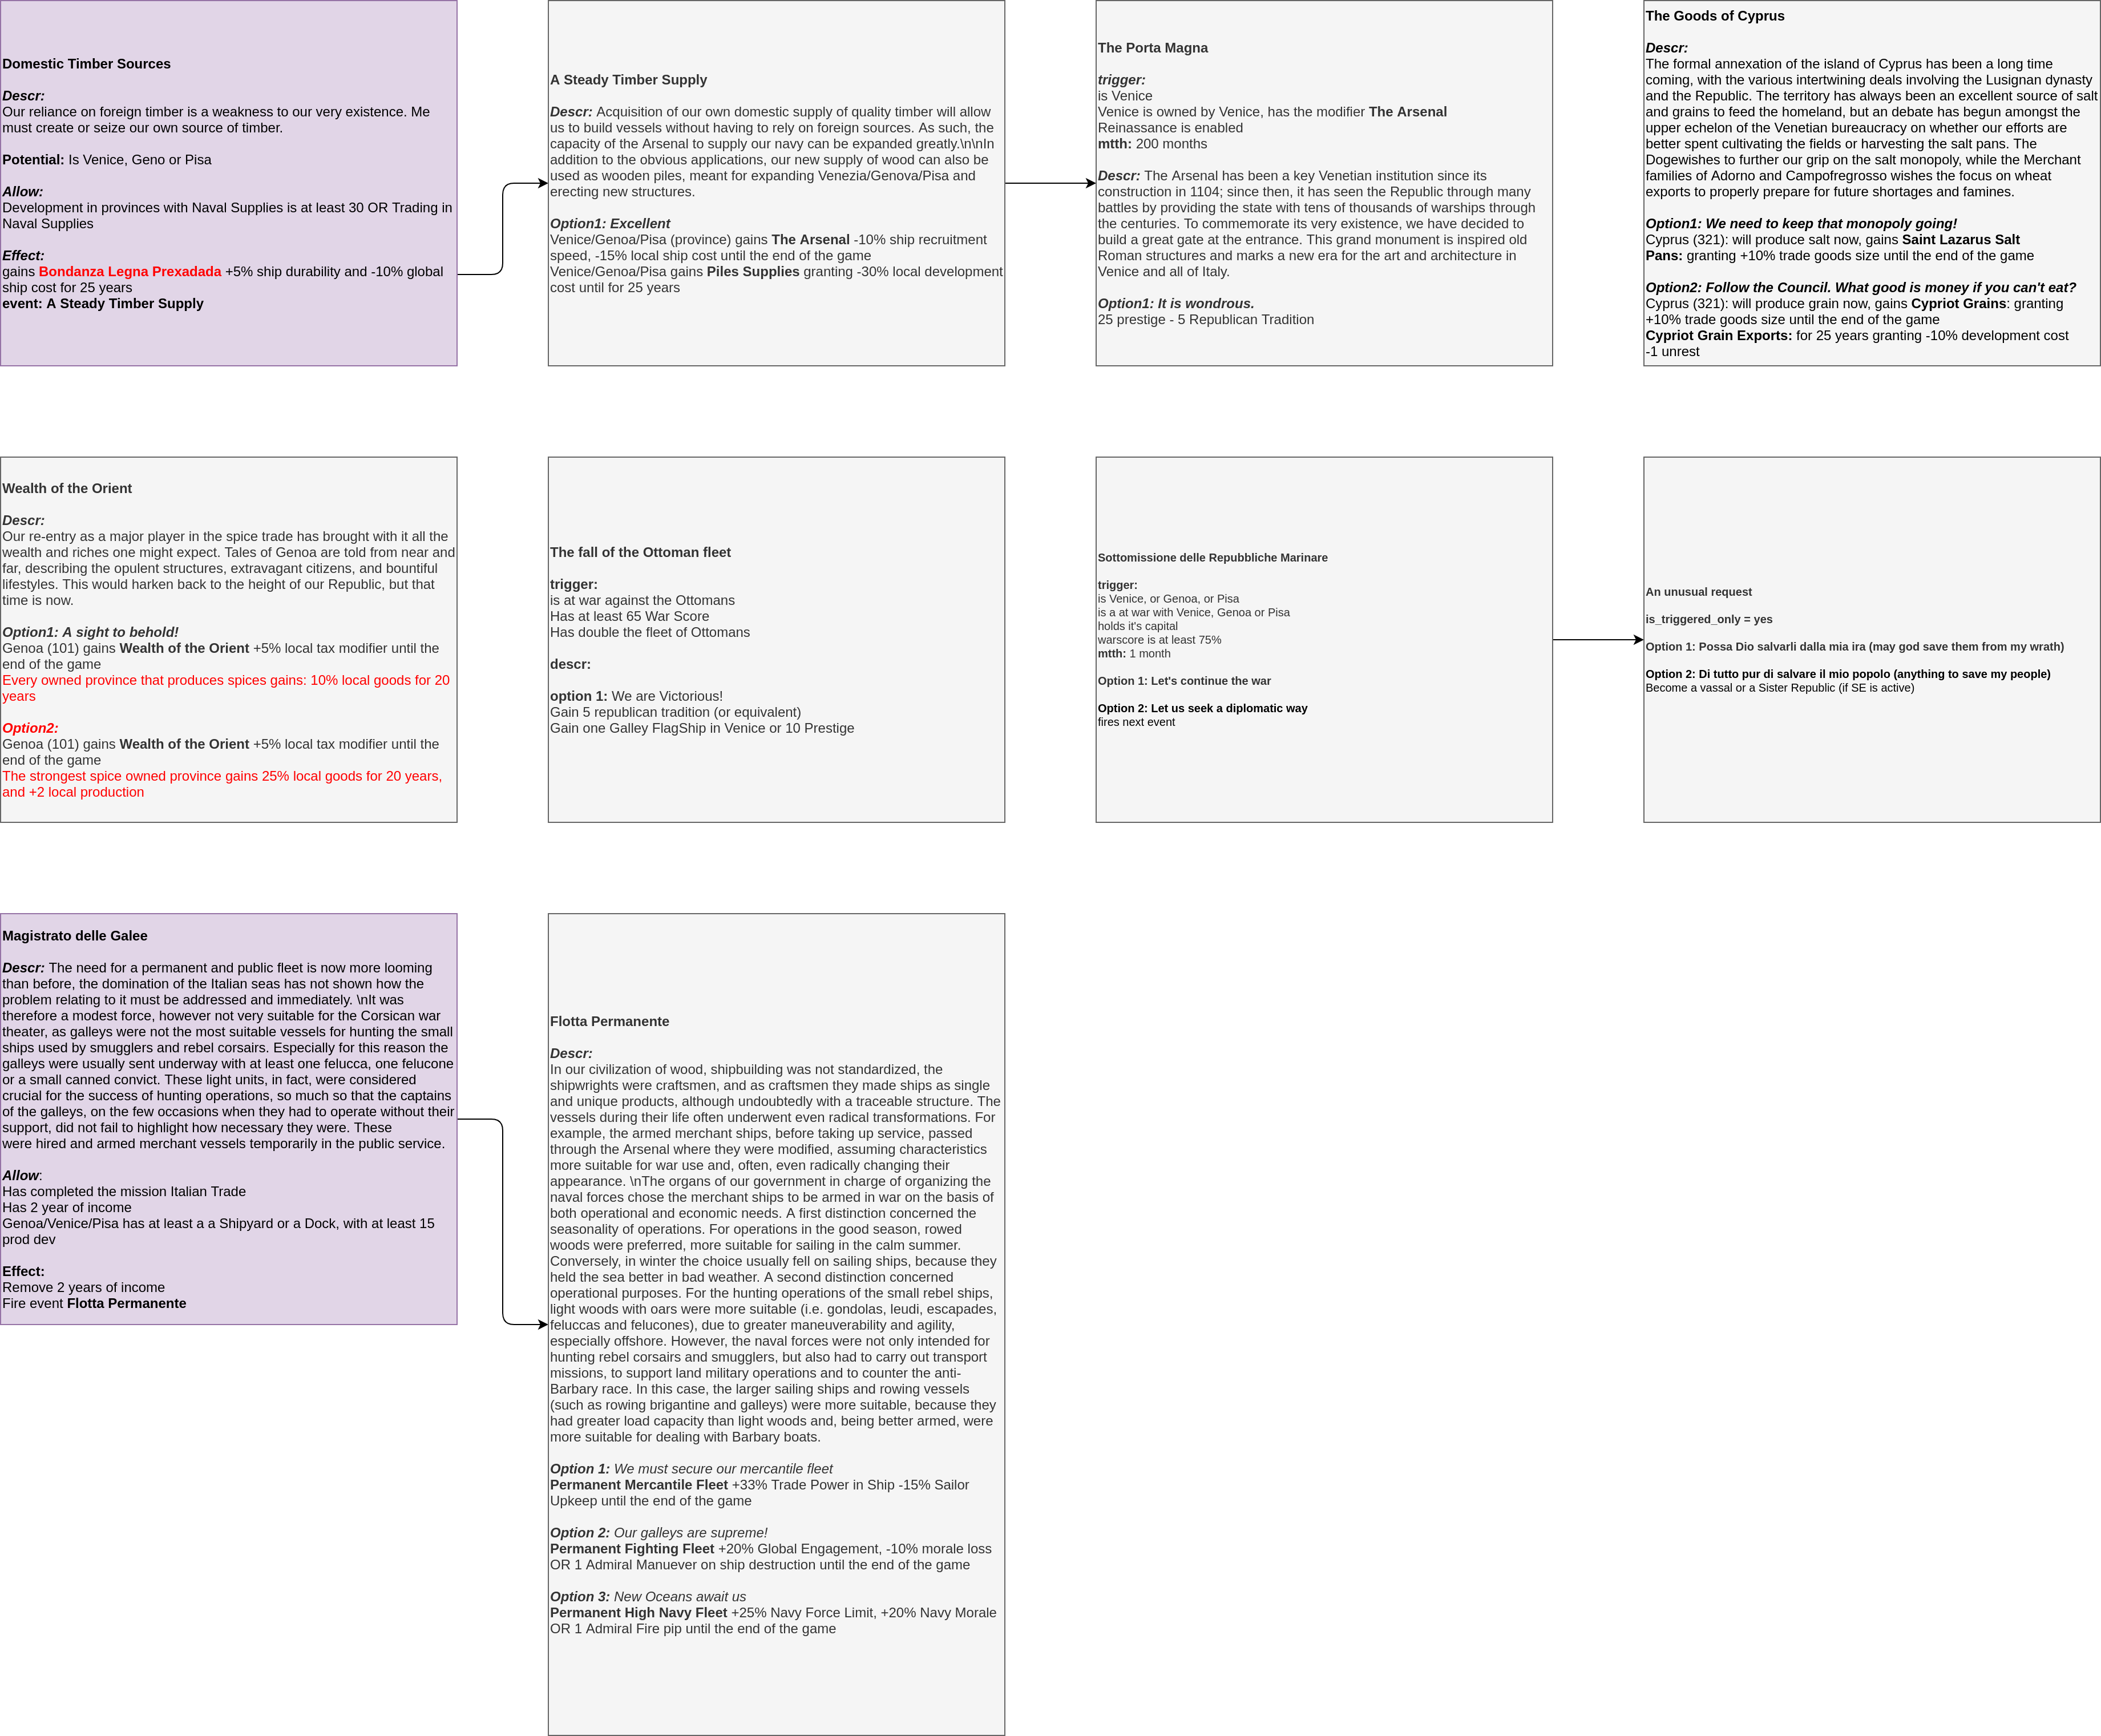 Domestic Timber Sources
Descr:
Our reliance on foreign timber is a weakness to our very existence. Me
must create or seize our own source of timber.
Potential: Is Venice, Geno or Pisa
Allow:
Development in provinces with Naval Supplies is at least 30 OR Trading in
Naval Supplies
Effect:
gains Bondanza Legna Prexadada +5% ship durability and -10% global
ship cost for 25 years
event: A Steady Timber Supply
A Steady Timber Supply
Descr: Acquisition of our own domestic supply of quality timber will allow
us to build vessels without having to rely on foreign sources. As such, the
capacity of the Arsenal to supply our navy can be expanded greatly.\n\nIn
addition to the obvious applications, our new supply of wood can also be
used as wooden piles, meant for expanding Venezia/Genova/Pisa and
erecting new structures.
Option1: Excellent
Venice/Genoa/Pisa (province) gains The Arsenal -10% ship recruitment
speed, -15% local ship cost until the end of the game
Venice/Genoa/Pisa gains Piles Supplies granting -30% local development
cost until for 25 years
The Porta Magna
trigger:
is Venice
Venice is owned by Venice, has the modifier The Arsenal
Reinassance is enabled
mtth: 200 months
Descr: The Arsenal has been a key Venetian institution since its
construction in 1104; since then, it has seen the Republic through many
battles by providing the state with tens of thousands of warships through
the centuries. To commemorate its very existence, we have decided to
build a great gate at the entrance. This grand monument is inspired old
Roman structures and marks a new era for the art and architecture in
Venice and all of Italy.
Option1: It is wondrous.
25 prestige - 5 Republican Tradition
The Goods of Cyprus
Descr:
The formal annexation of the island of Cyprus has been a long time
coming, with the various intertwining deals involving the Lusignan dynasty
and the Republic. The territory has always been an excellent source of salt
and grains to feed the homeland, but an debate has begun amongst the
upper echelon of the Venetian bureaucracy on whether our efforts are
better spent cultivating the fields or harvesting the salt pans. The
Dogewishes to further our grip on the salt monopoly, while the Merchant
families of Adorno and Campofregrosso wishes the focus on wheat
exports to properly prepare for future shortages and famines.
Option1: We need to keep that monopoly going!
Cyprus (321): will produce salt now, gains Saint Lazarus Salt
Pans: granting +10% trade goods size until the end of the game
Option2: Follow the Council. What good is money if you can't eat?
Cyprus (321): will produce grain now, gains Cypriot Grains: granting
+10% trade goods size until the end of the game
Cypriot Grain Exports: for 25 years granting -10% development cost
-1 unrest
Wealth of the Orient
Descr:
Our re-entry as a major player in the spice trade has brought with it all the
wealth and riches one might expect. Tales of Genoa are told from near and
far, describing the opulent structures, extravagant citizens, and bountiful
lifestyles. This would harken back to the height of our Republic, but that
time is now.
Option1: A sight to behold!
Genoa (101) gains Wealth of the Orient +5% local tax modifier until the
end of the game
Every owned province that produces spices gains: 10% local goods for 20
years
Option2:
Genoa (101) gains Wealth of the Orient +5% local tax modifier until the
end of the game
The strongest spice owned province gains 25% local goods for 20 years,
and +2 local production
The fall of the Ottoman fleet
trigger:
is at war against the Ottomans
Has at least 65 War Score
Has double the fleet of Ottomans
descr:
option 1: We are Victorious!
Gain 5 republican tradition (or equivalent)
Gain one Galley FlagShip in Venice or 10 Prestige
Sottomissione delle Repubbliche Marinare
trigger:
is Venice, or Genoa, or Pisa
is a at war with Venice, Genoa or Pisa
holds it's capital
warscore is at least 75%
mtth: 1 month
Option 1: Let's continue the war
Option 2: Let us seek a diplomatic way
fires next event
An unusual request
is_triggered_only = yes
Option 1: Possa Dio salvarli dalla mia ira (may god save them from my wrath)
Option 2: Di tutto pur di salvare il mio popolo (anything to save my people)
Become a vassal or a Sister Republic (if SE is active)
Magistrato delle Galee
Descr: The need for a permanent and public fleet is now more looming
than before, the domination of the Italian seas has not shown how the
problem relating to it must be addressed and immediately. \nIt was
therefore a modest force, however not very suitable for the Corsican war
theater, as galleys were not the most suitable vessels for hunting the small
ships used by smugglers and rebel corsairs. Especially for this reason the
galleys were usually sent underway with at least one felucca, one felucone
or a small canned convict. These light units, in fact, were considered
crucial for the success of hunting operations, so much so that the captains
of the galleys, on the few occasions when they had to operate without their
support, did not fail to highlight how necessary they were. These
were hired and armed merchant vessels temporarily in the public service.
Allow:
Has completed the mission Italian Trade
Has 2 year of income
Genoa/Venice/Pisa has at least a a Shipyard or a Dock, with at least 15
prod dev
Effect:
Remove 2 years of income
Fire event Flotta Permanente
Flotta Permanente
Descr:
In our civilization of wood, shipbuilding was not standardized, the
shipwrights were craftsmen, and as craftsmen they made ships as single
and unique products, although undoubtedly with a traceable structure. The
vessels during their life often underwent even radical transformations. For
example, the armed merchant ships, before taking up service, passed
through the Arsenal where they were modified, assuming characteristics
more suitable for war use and, often, even radically changing their
appearance. \nThe organs of our government in charge of organizing the
naval forces chose the merchant ships to be armed in war on the basis of
both operational and economic needs. A first distinction concerned the
seasonality of operations. For operations in the good season, rowed
woods were preferred, more suitable for sailing in the calm summer.
Conversely, in winter the choice usually fell on sailing ships, because they
held the sea better in bad weather. A second distinction concerned
operational purposes. For the hunting operations of the small rebel ships,
light woods with oars were more suitable (i.e. gondolas, leudi, escapades,
feluccas and felucones), due to greater maneuverability and agility,
especially offshore. However, the naval forces were not only intended for
hunting rebel corsairs and smugglers, but also had to carry out transport
missions, to support land military operations and to counter the anti-
Barbary race. In this case, the larger sailing ships and rowing vessels
(such as rowing brigantine and galleys) were more suitable, because they
had greater load capacity than light woods and, being better armed, were
more suitable for dealing with Barbary boats.
Option 1: We must secure our mercantile fleet
Permanent Mercantile Fleet +33% Trade Power in Ship -15% Sailor
Upkeep until the end of the game
Option 2: Our galleys are supreme!
Permanent Fighting Fleet +20% Global Engagement, -10% morale loss
OR 1 Admiral Manuever on ship destruction until the end of the game
Option 3: New Oceans await us
Permanent High Navy Fleet +25% Navy Force Limit, +20% Navy Morale
OR 1 Admiral Fire pip until the end of the game